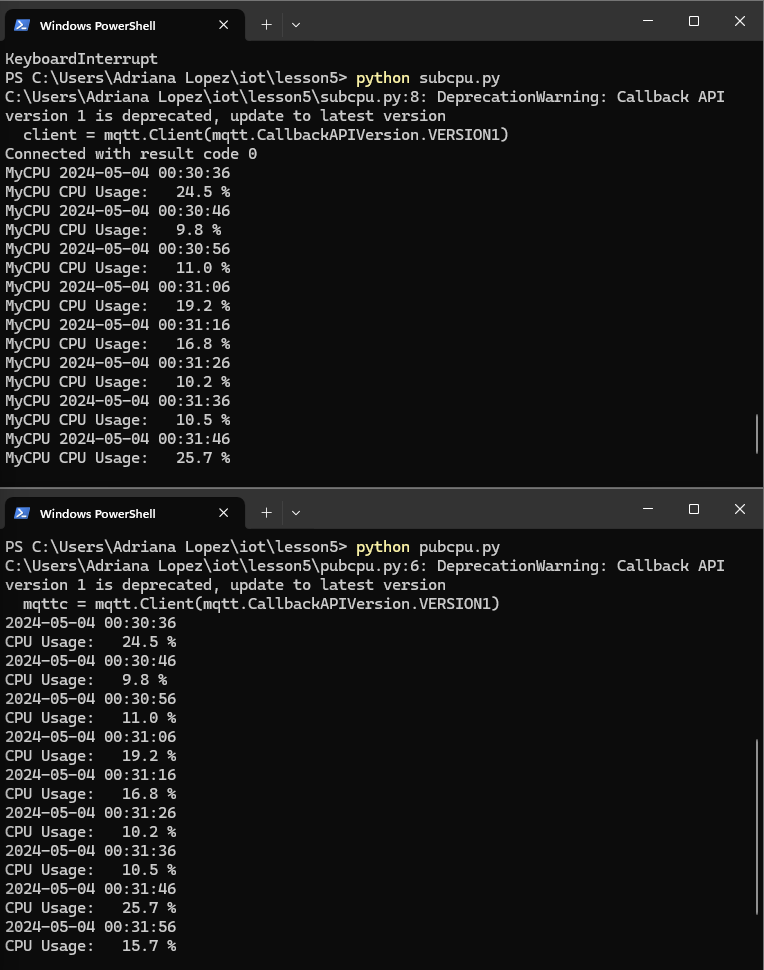 Windows PowerShell
KeyboardInterrupt
PS C:\Users\Adriana Lopez\iot\lesson5> python subcpu.py
C:\Users\Adriana Lopez\iot\lesson5\subcpu.py:8: DeprecationWarning: Callback API
version 1 is deprecated, update to latest version
  client = mqtt.Client(mqtt.CallbackAPIVersion.VERSION1)
Connected with result code 0
MyCPU 2024-05-04 00:30:36
MyCPU CPU Usage:   24.5 %
MyCPU 2024-05-04 00:30:46
MyCPU CPU Usage:   9.8 %
MyCPU 2024-05-04 00:30:56
MyCPU CPU Usage:   11.0 %
MyCPU 2024-05-04 00:31:06
MyCPU CPU Usage:   19.2 %
MyCPU 2024-05-04 00:31:16
MyCPU CPU Usage:   16.8 %
MyCPU 2024-05-04 00:31:26
MyCPU CPU Usage:   10.2 %
MyCPU 2024-05-04 00:31:36
MyCPU CPU Usage:   10.5 %
MyCPU 2024-05-04 00:31:46
MyCPU CPU Usage:   25.7 %
Windows PowerShell
PS C:\Users\Adriana Lopez\iot\lesson5> python pubcpu.py
C:\Users\Adriana Lopez\iot\lesson5\pubcpu.py:6: DeprecationWarning: Callback API
version 1 is deprecated, update to latest version
  mqttc = mqtt.Client(mqtt.CallbackAPIVersion.VERSION1)
2024-05-04 00:30:36
CPU Usage:   24.5 %
2024-05-04 00:30:46
CPU Usage:   9.8 %
2024-05-04 00:30:56
CPU Usage:   11.0 %
2024-05-04 00:31:06
CPU Usage:   19.2 %
2024-05-04 00:31:16
CPU Usage:   16.8 %
2024-05-04 00:31:26
CPU Usage:   10.2 %
2024-05-04 00:31:36
CPU Usage:   10.5 %
2024-05-04 00:31:46
CPU Usage:   25.7 %
2024-05-04 00:31:56
CPU Usage:   15.7 %